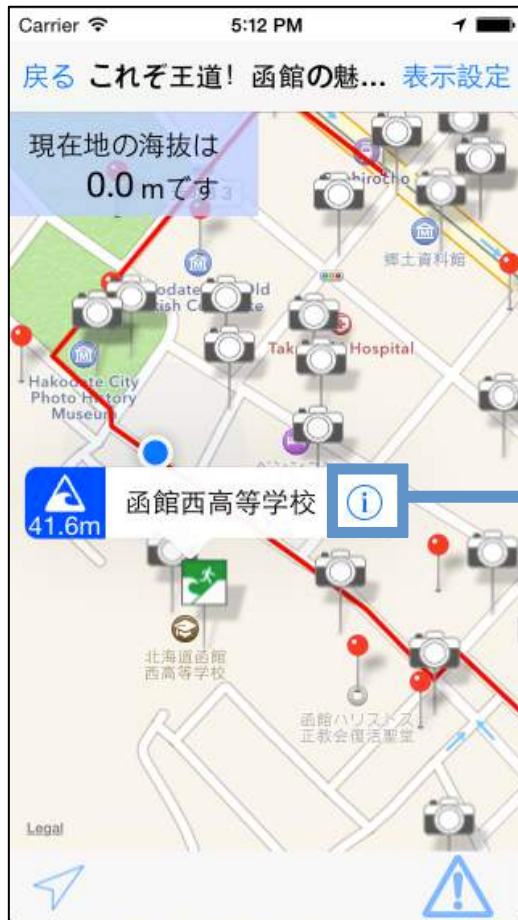 Carrier 5:12 PM
戻る これぞ王道！ 函館の魅... 表示設定
現在地の海抜は
0.0 mです
郷土資料館
Hospital
Hakodate City
Photo History
Museum
41.6m 函館西高等学校
北海道函館
西高等学校
函館ハリストス
正教会復活聖堂
Legal